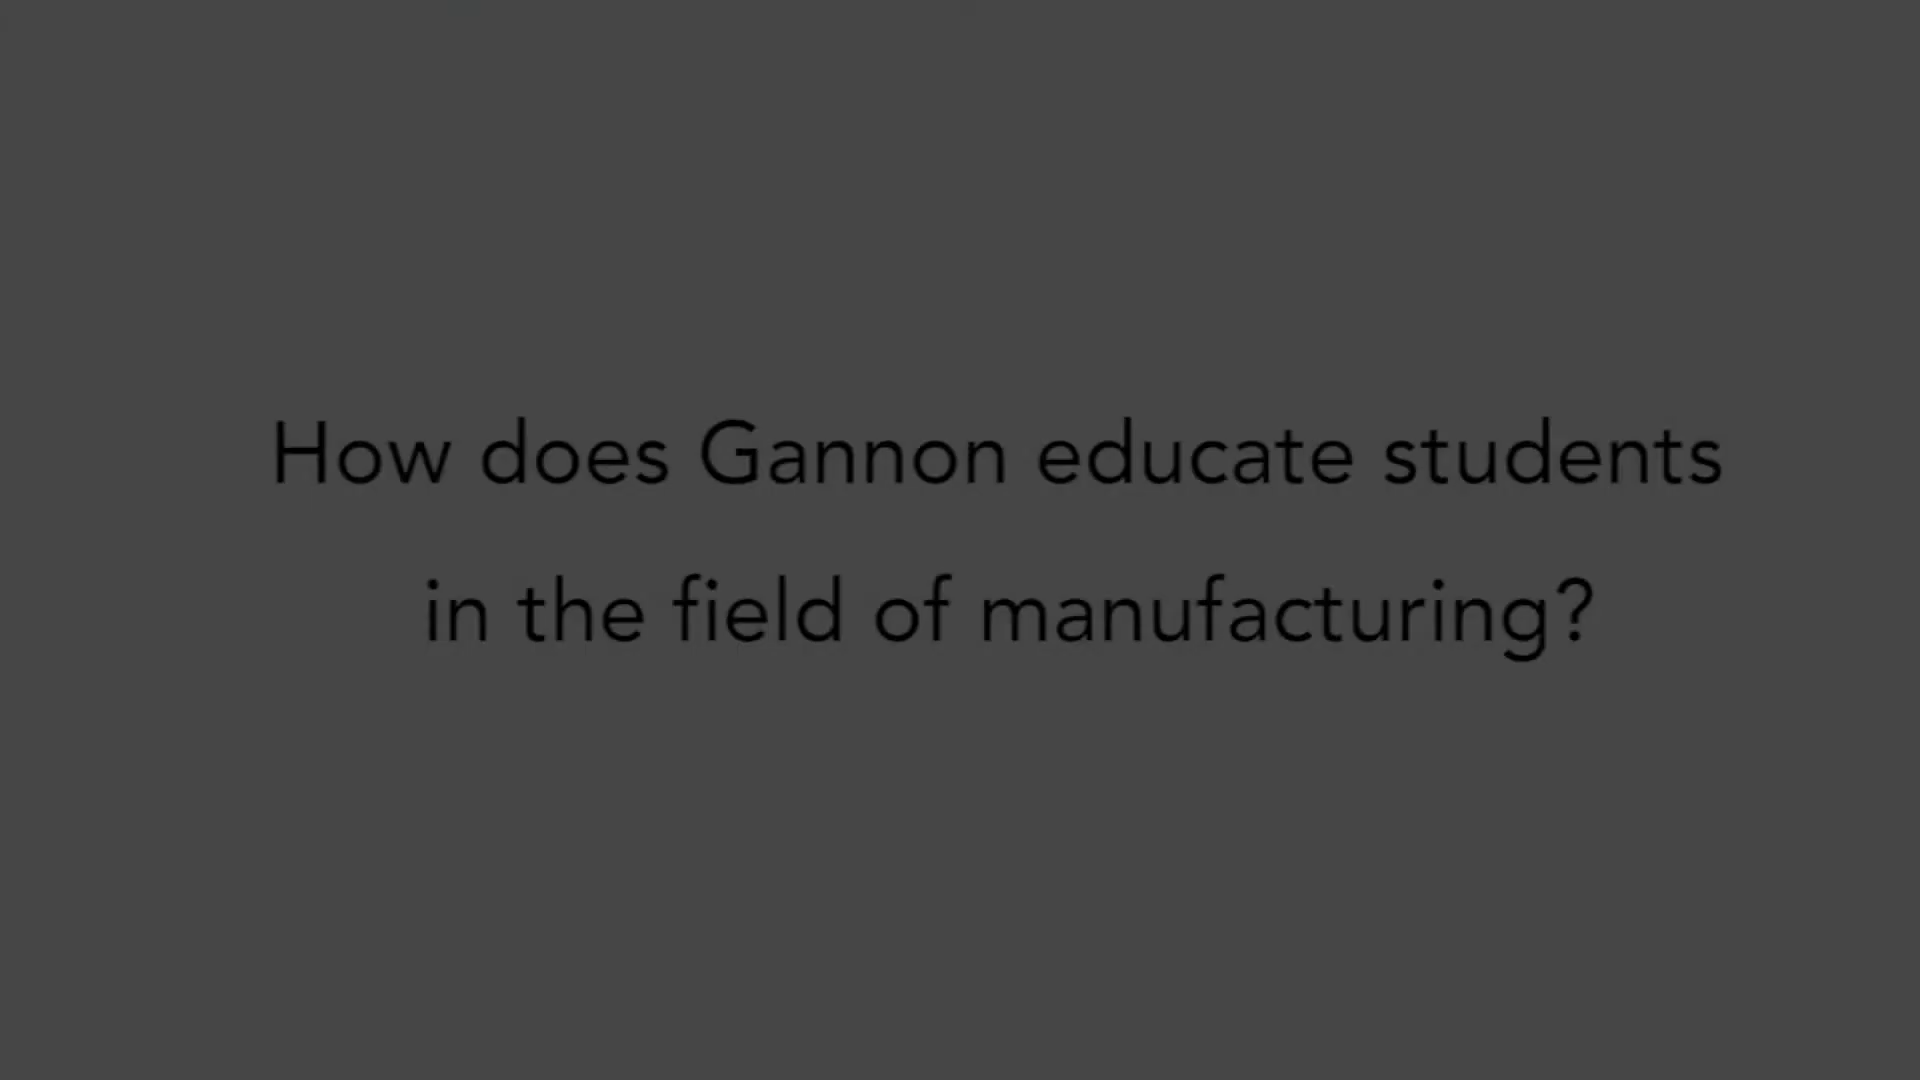 How does Gannon educate students
in the field of manufacturing?